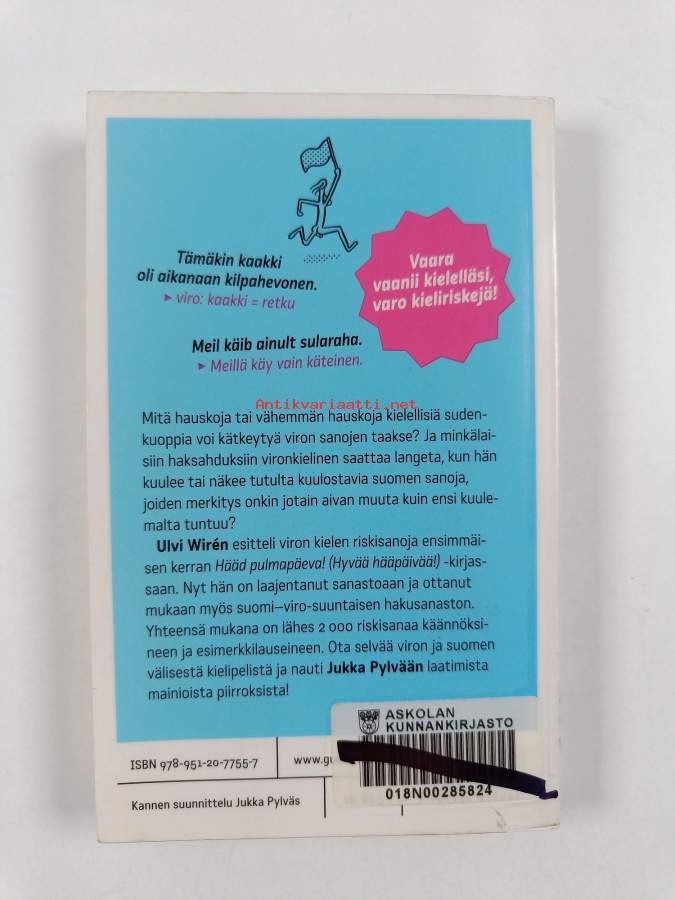 Tämäkin kaakki
oli aikanaan kilpahevonen.
▸ viro: kaakki = retku
Vaara
vaanii kielelläsi,
varo kieliriskejä!
Meil käib ainult sularaha.
▸ Meillä käy vain käteinen.
Antikvariaatti.net
Mitä hauskoja tai vähemmän hauskoja kielellisiä suden-
kuoppia voi kätkeytyä viron sanojen taakse? Ja minkälai-
siin haksahduksiin vironkielinen saattaa langeta, kun hän
kuulee tai näkee tutulta kuulostavia suomen sanoja,
joiden merkitys onkin jotain aivan muuta kuin ensi kuule-
malta tuntuu?
Ulvi Wirén esitteli viron kielen riskisanoja ensimmäi-
sen kerran Hääd pulmapäeva! (Hyvää hääpäivää!) -kirjas-
saan. Nyt hän on laajentanut sanastoaan ja ottanut
mukaan myös suomi–viro-suuntaisen hakusanaston.
Yhteensä mukana on lähes 2 000 riskisanaa käännöksi-
neen ja esimerkkilauseineen. Ota selvää viron ja suomen
välisestä kielipelistä ja nauti Jukka Pylvään laatimista
mainioista piirroksista!
ASKOLAN
KUNNANKIRJASTO
ISBN 978-951-20-7755-7
www.gu
018N00285824
Kannen suunnittelu Jukka Pylväs